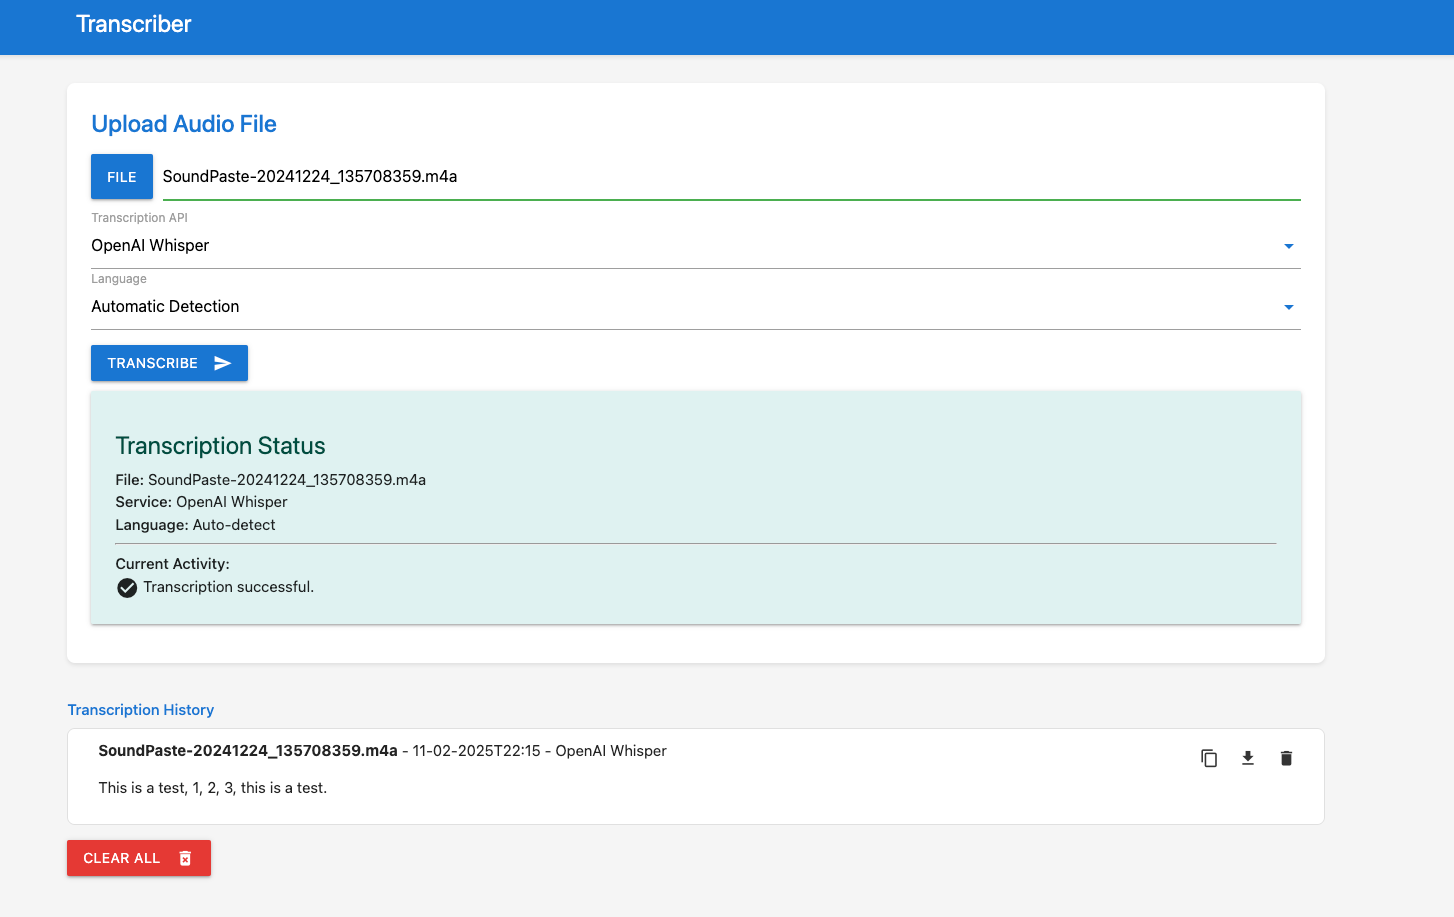 Transcriber
Upload Audio File
FILE
SoundPaste-20241224_135708359.m4a
Transcription API
OpenAI Whisper
Language
Automatic Detection
TRANSCRIBE
Transcription Status
File: SoundPaste-20241224_135708359.m4a
Service: OpenAI Whisper
Language: Auto-detect
Current Activity:
Transcription successful.
Transcription History
SoundPaste-20241224_135708359.m4a - 11-02-2025T22:15 - OpenAI Whisper
This is a test, 1, 2, 3, this is a test.
CLEAR ALL